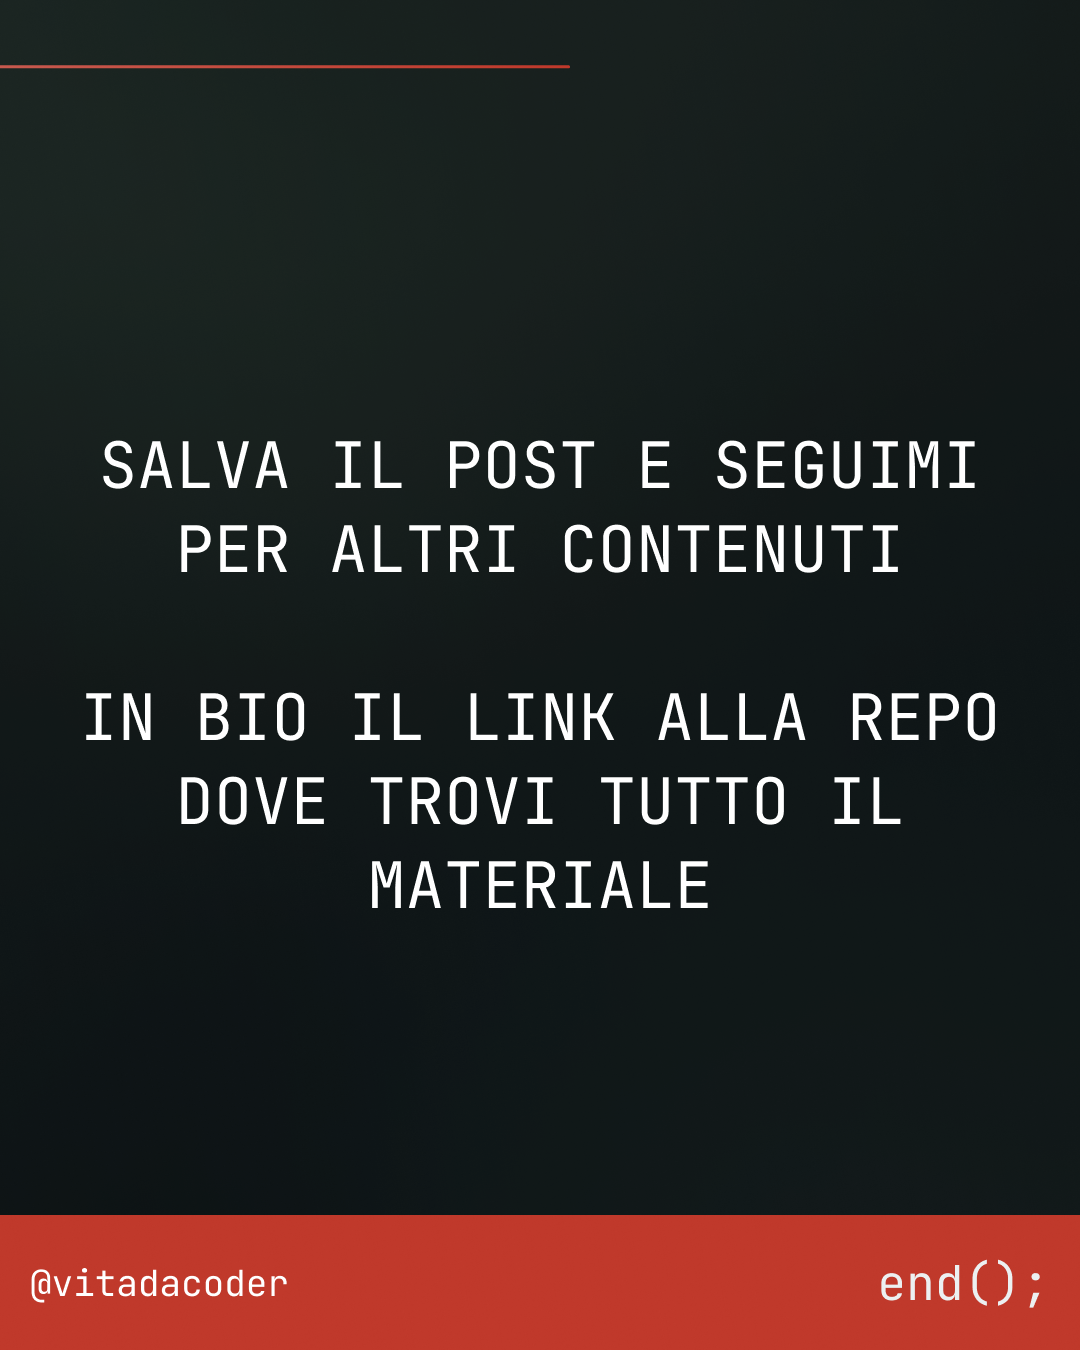 SALVA IL POST E SEGUIMI
PER ALTRI CONTENUTI
IN BIO IL LINK ALLA REPO
DOVE TROVI TUTTO IL
MATERIALE
@vitadacoder
end();